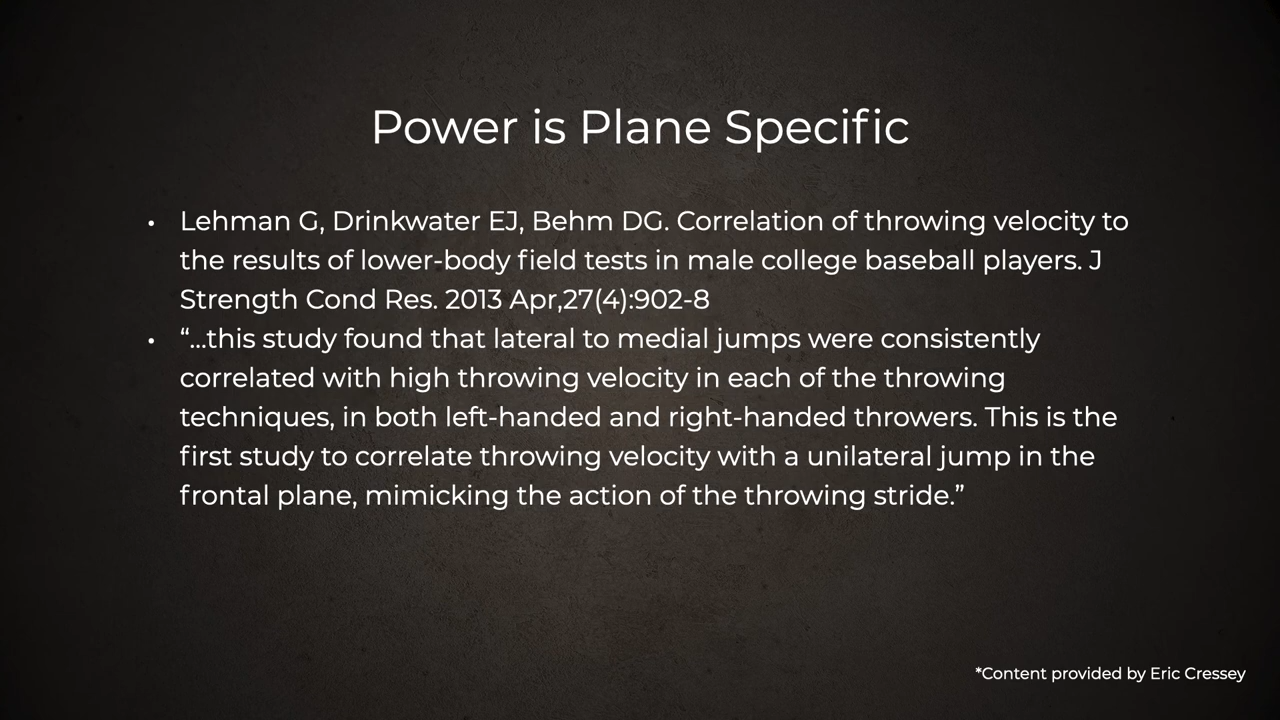 Power is Plane Specific
• Lehman G, Drinkwater EJ, Behm DG. Correlation of throwing velocity to
the results of lower-body field tests in male college baseball players. J
Strength Cond Res. 2013 Apr,27(4):902-8
• “...this study found that lateral to medial jumps were consistently
correlated with high throwing velocity in each of the throwing
techniques, in both left-handed and right-handed throwers. This is the
first study to correlate throwing velocity with a unilateral jump in the
frontal plane, mimicking the action of the throwing stride.”
*Content provided by Eric Cressey